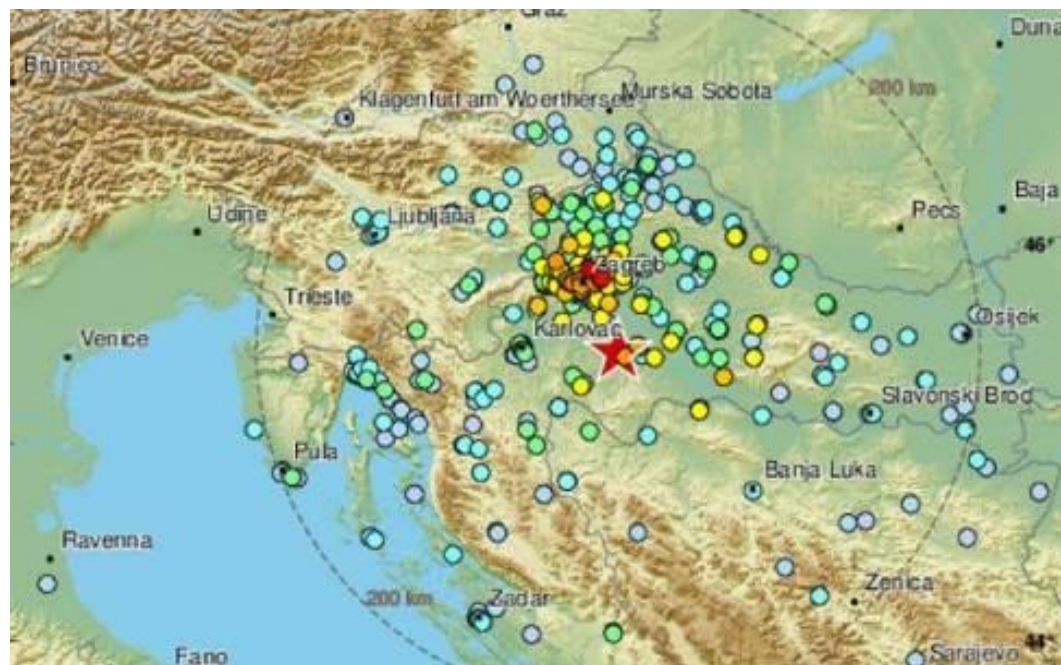 Graz
Duna
Brunico
200 km
Klagenfurt am Woerthersee
Murska Sobota
Baja
Pecs
Udine
Ljubljana
46°
Zagreb
Trieste
Osijek
Karlovac
Venice
Slavonski Brod
Pula
Banja Luka
Ravenna
Zenica
200 km
Zadar
44°
Sarajevo
Fano